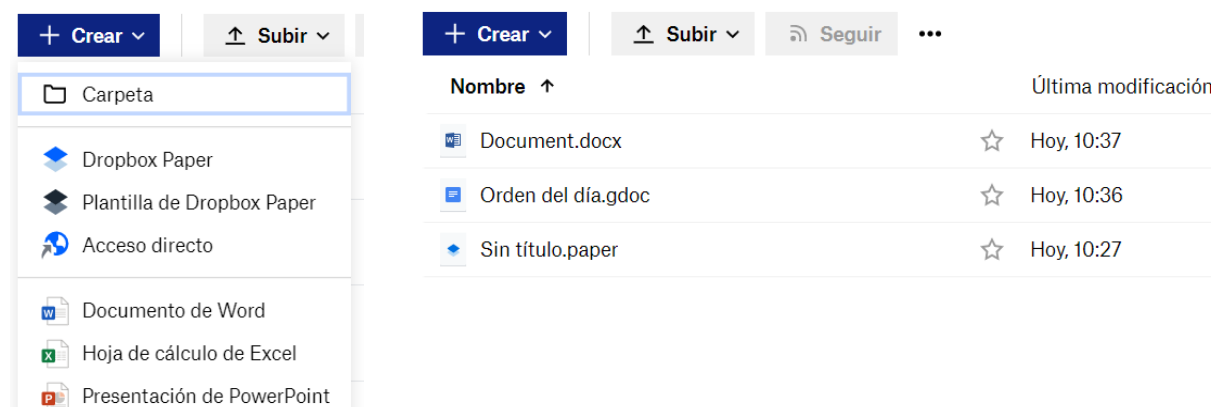 + Crear
Subir
Carpeta
Dropbox Paper
Plantilla de Dropbox Paper
Acceso directo
Documento de Word
Hoja de cálculo de Excel
Presentación de PowerPoint
+ Crear
Subir
Seguir
•••
Nombre ↑
Última modificación
Document.docx
Hoy, 10:37
Orden del día.gdoc
Hoy, 10:36
Sin título.paper
Hoy, 10:27